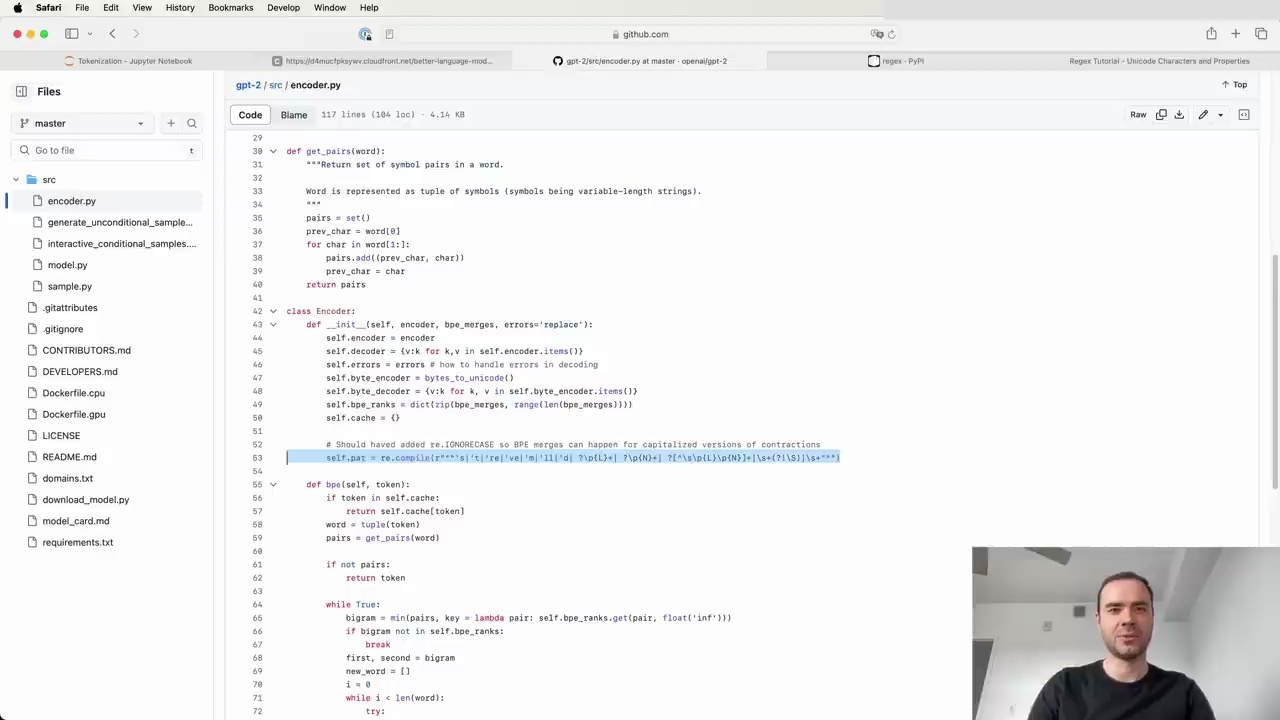 Safari File Edit View History Bookmarks Develop Window Help
github.com
Tokenization - Jupyter Notebook
https://d4mucfpksywv.cloudfront.net/better-language-mod...
gpt-2/src/encoder.py at master · openai/gpt-2
regex · PyPI
Regex Tutorial - Unicode Characters and Properties
Files
master
Go to file
t
src
encoder.py
generate_unconditional_sample...
interactive_conditional_samples....
model.py
sample.py
.gitattributes
.gitignore
CONTRIBUTORS.md
DEVELOPERS.md
Dockerfile.cpu
Dockerfile.gpu
LICENSE
README.md
domains.txt
download_model.py
model_card.md
requirements.txt
gpt-2 / src / encoder.py
Top
Code Blame 117 lines (104 loc) · 4.14 KB
Raw
29
30 def get_pairs(word):
31 """Return set of symbol pairs in a word.
32
33 Word is represented as tuple of symbols (symbols being variable-length strings).
34 """
35 pairs = set()
36 prev_char = word[0]
37 for char in word[1:]:
38 pairs.add((prev_char, char))
39 prev_char = char
40 return pairs
41
42 class Encoder:
43 def __init__(self, encoder, bpe_merges, errors='replace'):
44 self.encoder = encoder
45 self.decoder = {v:k for k,v in self.encoder.items()}
46 self.errors = errors # how to handle errors in decoding
47 self.byte_encoder = bytes_to_unicode()
48 self.byte_decoder = {v:k for k, v in self.byte_encoder.items()}
49 self.bpe_ranks = dict(zip(bpe_merges, range(len(bpe_merges))))
50 self.cache = {}
51
52 # Should haved added re.IGNORECASE so BPE merges can happen for capitalized versions of contractions
53 self.pat = re.compile(r"""'s|'t|'re|'ve|'m|'ll|'d| ?\p{L}+| ?\p{N}+| ?[^\s\p{L}\p{N}]+|\s+(?!\S)|\s+""")
54
55 def bpe(self, token):
56 if token in self.cache:
57 return self.cache[token]
58 word = tuple(token)
59 pairs = get_pairs(word)
60
61 if not pairs:
62 return token
63
64 while True:
65 bigram = min(pairs, key = lambda pair: self.bpe_ranks.get(pair, float('inf')))
66 if bigram not in self.bpe_ranks:
67 break
68 first, second = bigram
69 new_word = []
70 i = 0
71 while i < len(word):
72 try: